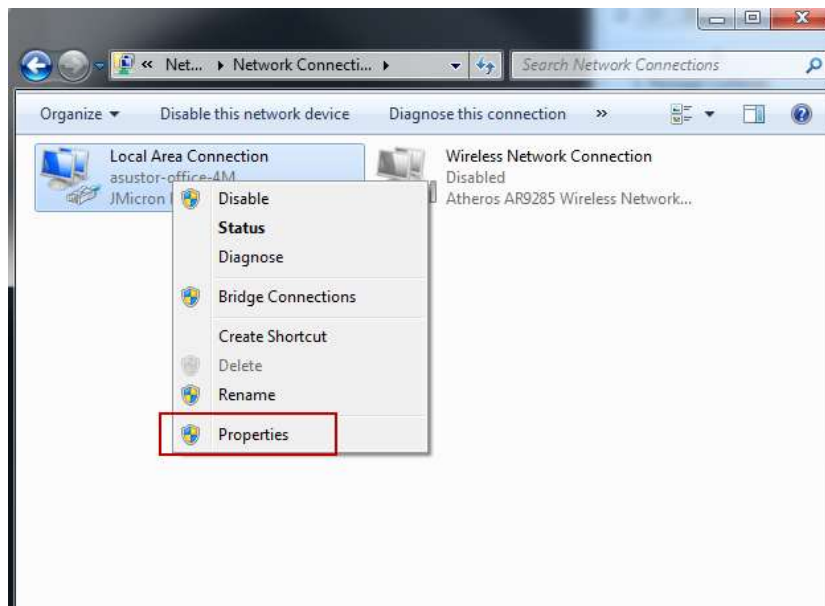 « Net... Network Connecti... Search Network Connections
Organize Disable this network device Diagnose this connection »
Local Area Connection
asustor-office-4M
JMicron
Wireless Network Connection
Disabled
Atheros AR9285 Wireless Network...
Disable
Status
Diagnose
Bridge Connections
Create Shortcut
Delete
Rename
Properties